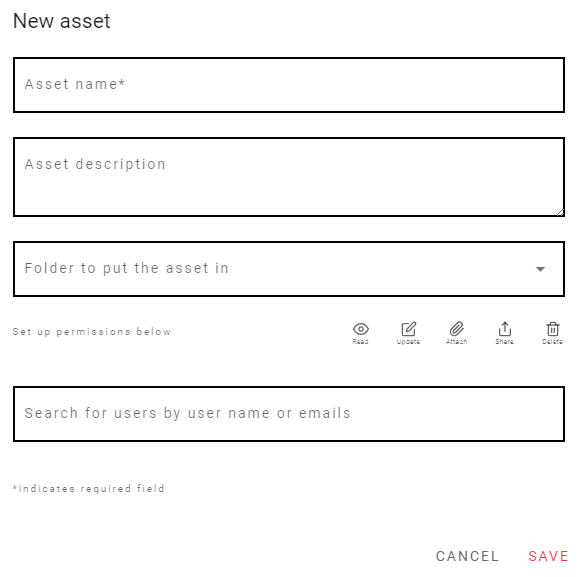 New asset
Asset name*
Asset description
Folder to put the asset in
Set up permissions below
Read Update Attach Share Delete
Search for users by user name or emails
*indicates required field
CANCEL SAVE